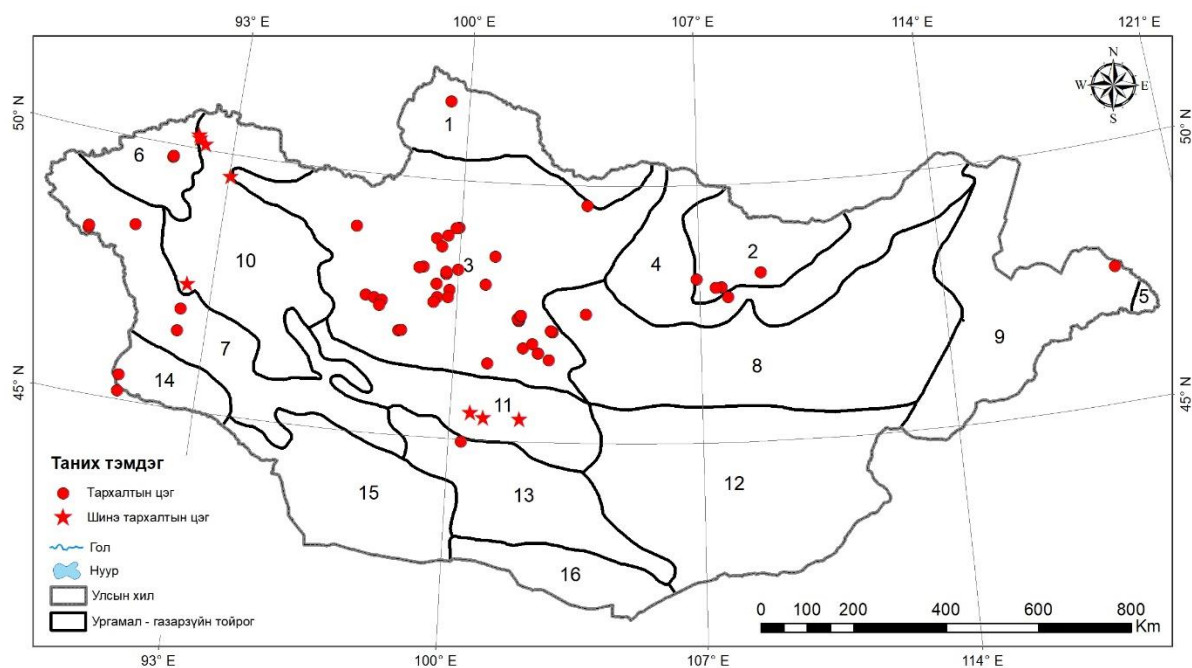 93° E 100° E 107° E 114° E 121° E
N
W E
S
50° N 50° N
1
6
2
10 3 4
5
9
7 8
14
45° N 45° N
11
12
15 13
16
Таних тэмдэг
Тархалтын цэг
Шинэ тархалтын цэг
Гол
Нуур
Улсын хил
Ургамал - газарзүйн тойрог
0 100 200 400 600 800
Km
93° E 100° E 107° E 114° E